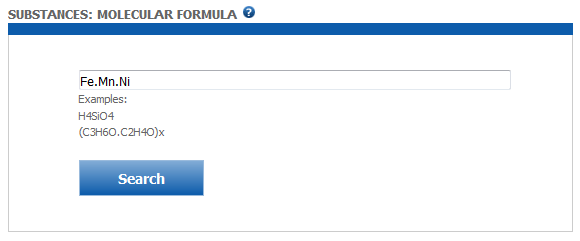 SUBSTANCES: MOLECULAR FORMULA ?
Fe.Mn.Ni
Examples:
H4SiO4
(C3H6O.C2H4O)x
Search